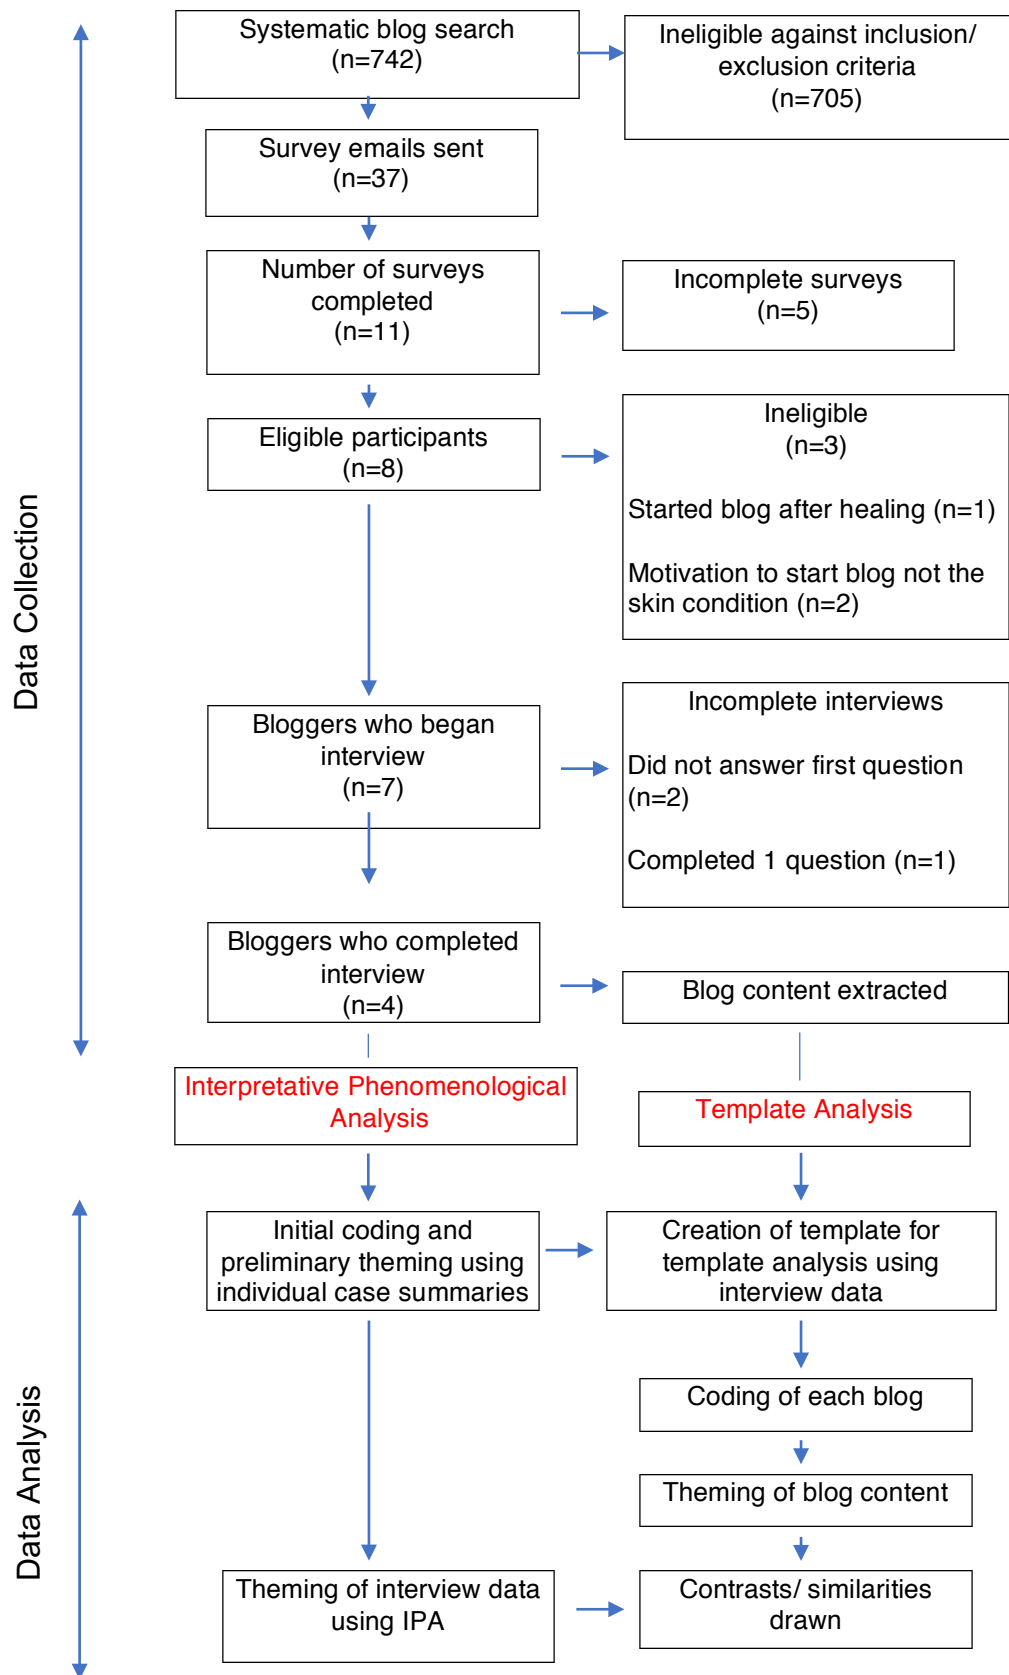 Systematic blog search
(n=742)
Ineligible against inclusion/
exclusion criteria
(n=705)
Survey emails sent
(n=37)
Number of surveys
completed
(n=11)
Incomplete surveys
(n=5)
Eligible participants
(n=8)
Ineligible
(n=3)
Started blog after healing (n=1)
Motivation to start blog not the
skin condition (n=2)
Data Collection
Bloggers who began
interview
(n=7)
Incomplete interviews
Did not answer first question
(n=2)
Completed 1 question (n=1)
Bloggers who completed
interview
(n=4)
Blog content extracted
Interpretative Phenomenological
Analysis
Template Analysis
Initial coding and
preliminary theming using
individual case summaries
Creation of template for
template analysis using
interview data
Data Analysis
Coding of each blog
Theming of blog content
Theming of interview data
using IPA
Contrasts/ similarities
drawn